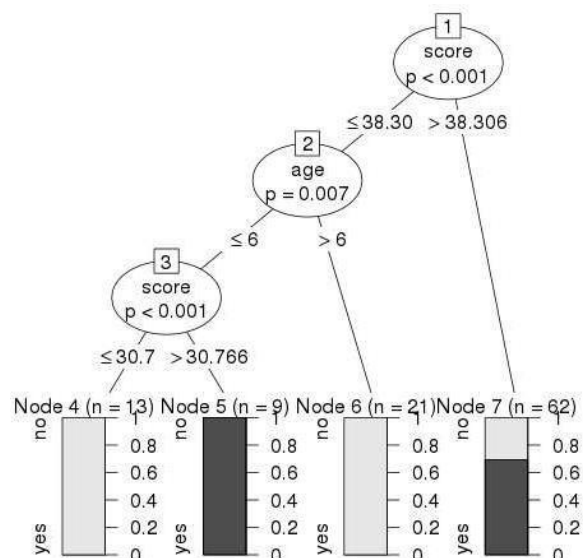 1
score
p < 0.001
≤ 38.30 > 38.306
2
age
p = 0.007
≤ 6 > 6
3
score
p < 0.001
≤ 30.7 > 30.766
Node 4 (n = 13) Node 5 (n = 9) Node 6 (n = 21) Node 7 (n = 62)
no 1 no 1 no 1 no 1
0.8 0.8 0.8 0.8
0.6 0.6 0.6 0.6
0.4 0.4 0.4 0.4
yes 0.2 yes 0.2 yes 0.2 yes 0.2
0 0 0 0